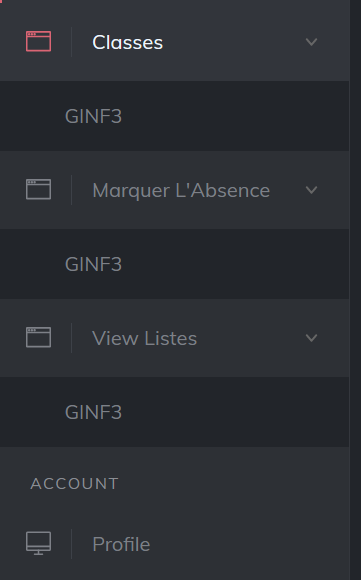 Classes
GINF3
Marquer L'Absence
GINF3
View Listes
GINF3
ACCOUNT
Profile